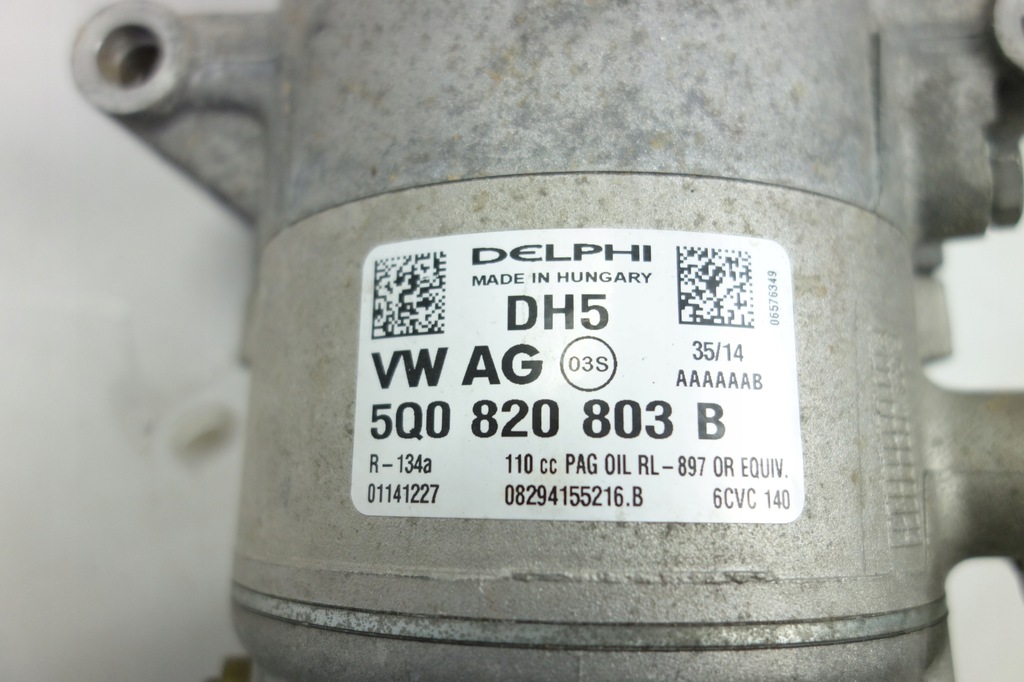 DELPHI
MADE IN HUNGARY
DH5
06576349
VW AG 03S
35/14
AAAAAAB
5Q0 820 803 B
R-134a 110 cc PAG OIL RL-897 OR EQUIV.
01141227 08294155216.B 6CVC 140